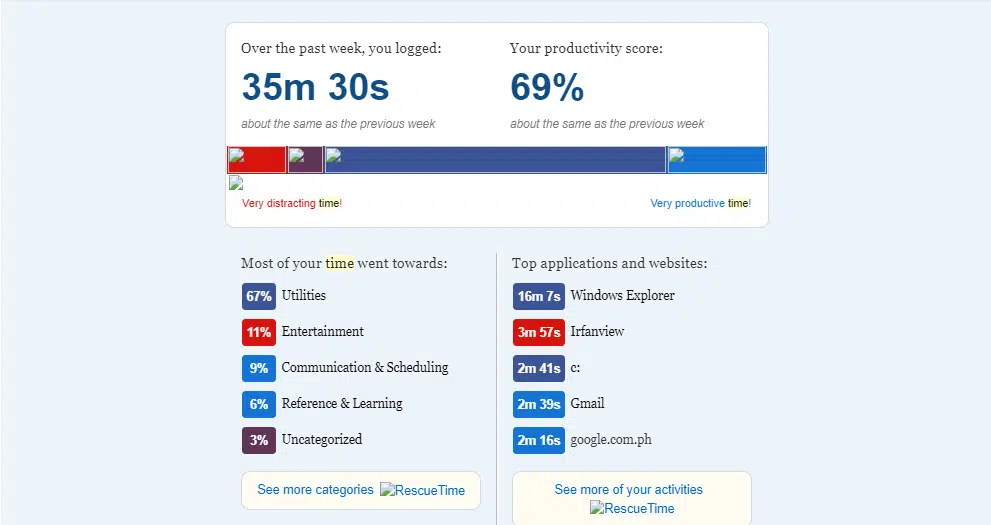 Over the past week, you logged:
35m 30s
about the same as the previous week
Your productivity score:
69%
about the same as the previous week
Very distracting time!
Very productive time!
Most of your time went towards:
67% Utilities
11% Entertainment
9% Communication & Scheduling
6% Reference & Learning
3% Uncategorized
See more categories RescueTime
Top applications and websites:
16m 7s Windows Explorer
3m 57s Irfanview
2m 41s c:
2m 39s Gmail
2m 16s google.com.ph
See more of your activities
RescueTime